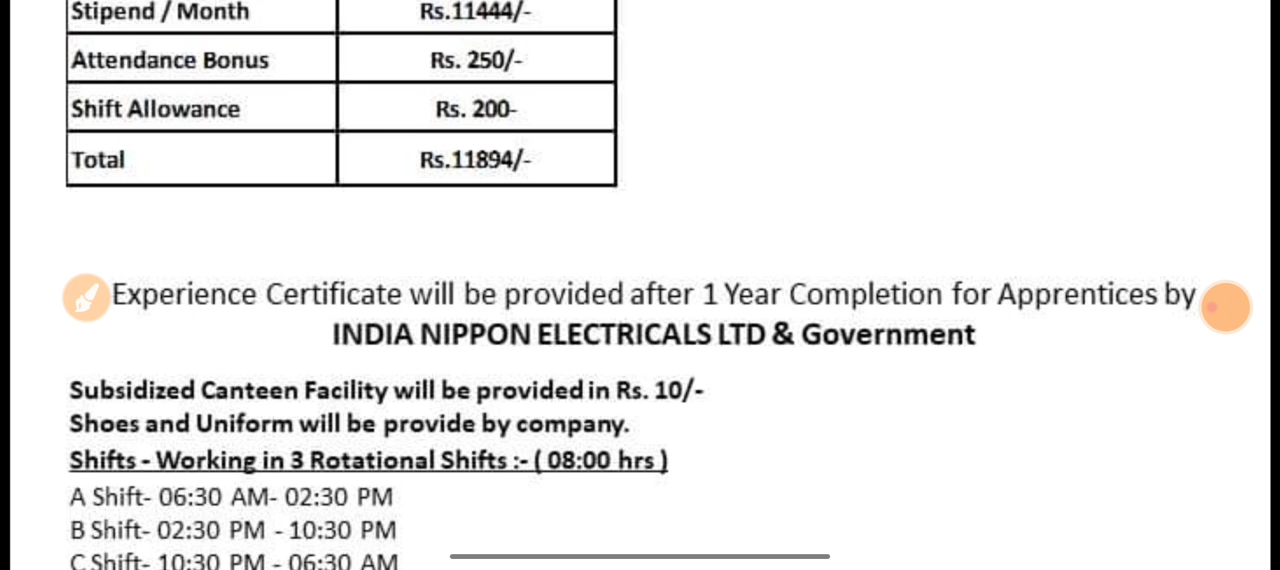 Stipend / Month Rs.11444/-
Attendance Bonus Rs. 250/-
Shift Allowance Rs. 200-
Total Rs.11894/-
Experience Certificate will be provided after 1 Year Completion for Apprentices by
INDIA NIPPON ELECTRICALS LTD & Government
Subsidized Canteen Facility will be provided in Rs. 10/-
Shoes and Uniform will be provide by company.
Shifts - Working in 3 Rotational Shifts :- ( 08:00 hrs )
A Shift- 06:30 AM- 02:30 PM
B Shift- 02:30 PM - 10:30 PM
C Shift- 10:30 PM - 06:30 AM